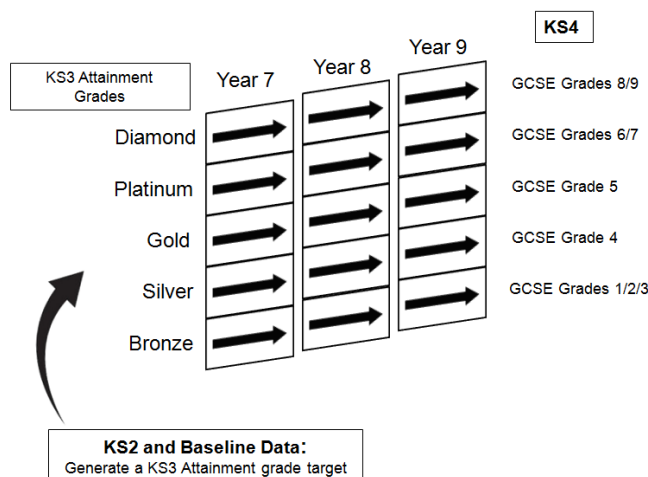 KS4
KS3 Attainment
Grades
Year 7
Year 8
Year 9
Diamond
GCSE Grades 8/9
Platinum
GCSE Grades 6/7
Gold
GCSE Grade 5
Silver
GCSE Grade 4
Bronze
GCSE Grades 1/2/3
KS2 and Baseline Data:
Generate a KS3 Attainment grade target